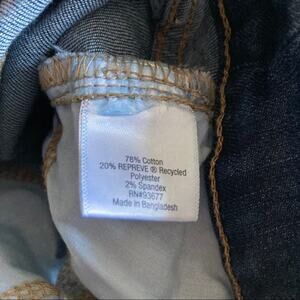 78% Cotton
20% REPREVE ® Recycled
Polyester
2% Spandex
RN#93677
Made in Bangladesh